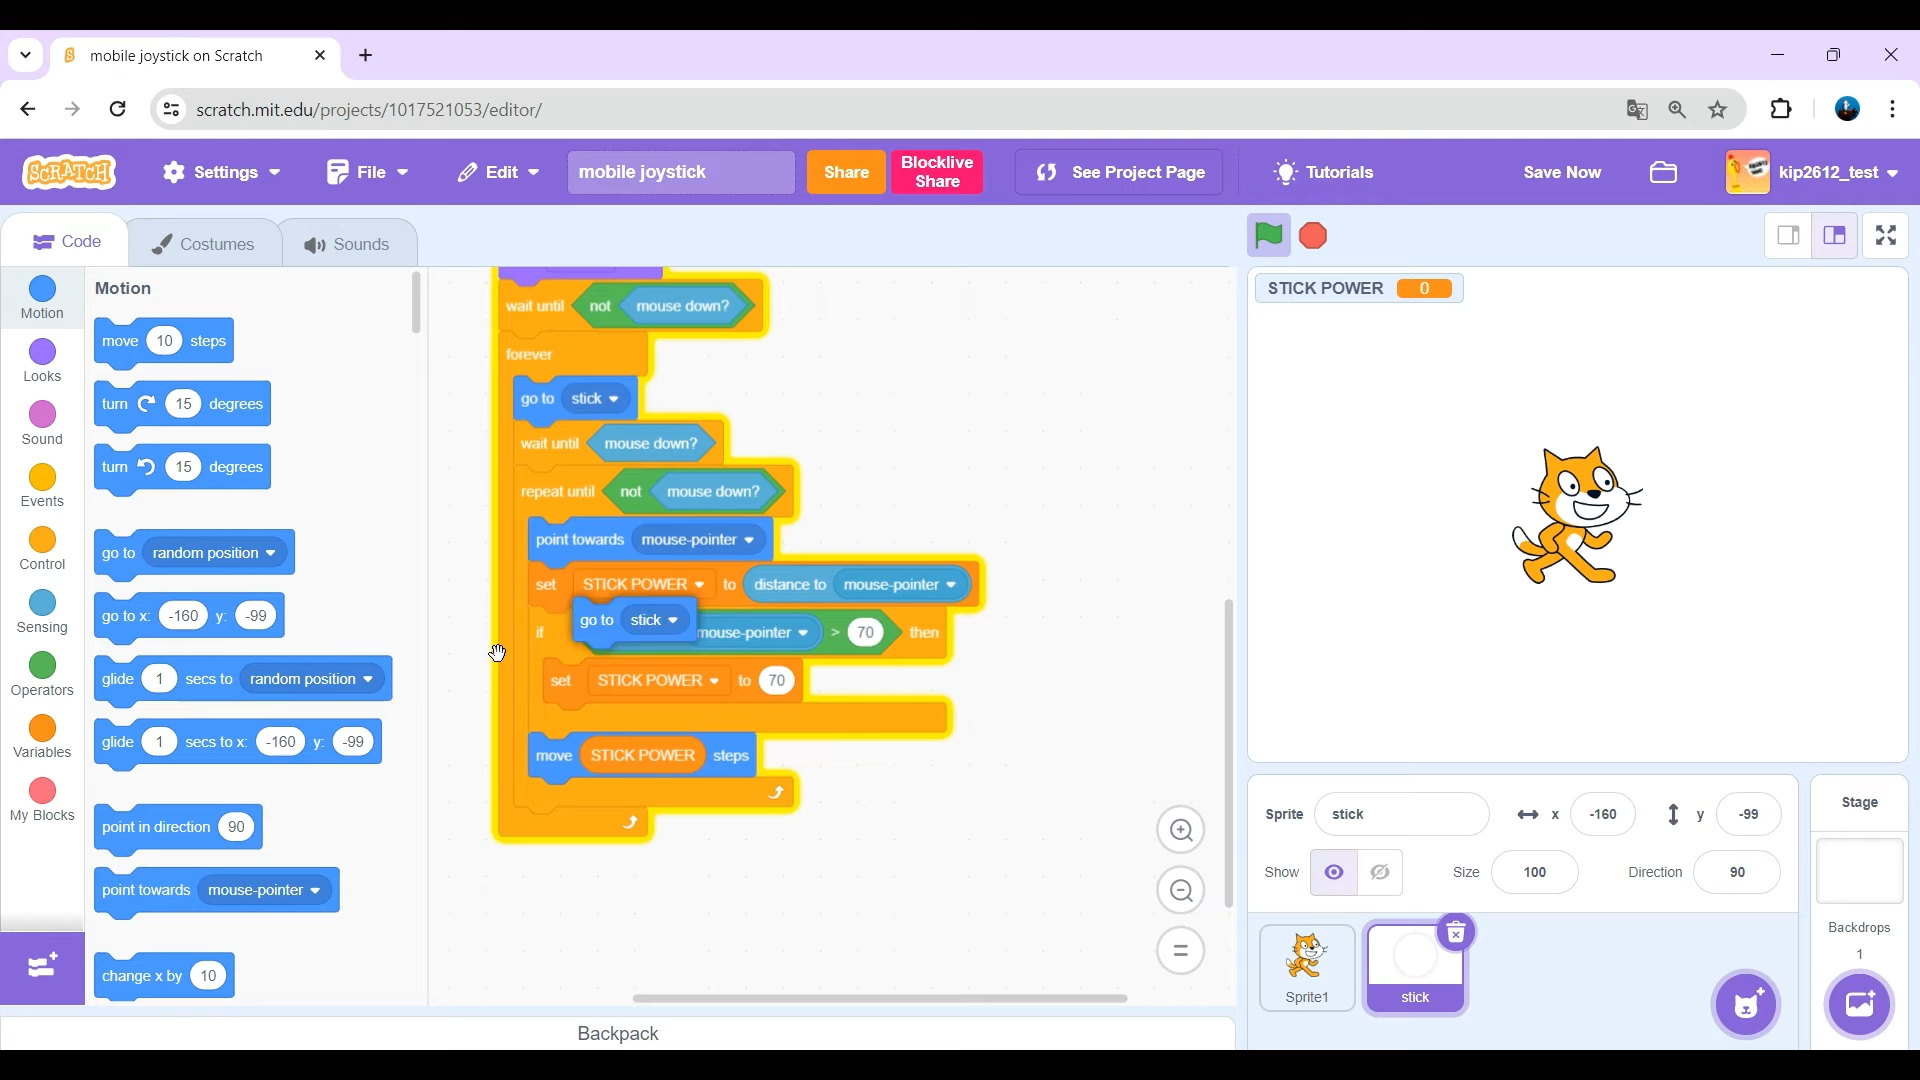 mobile joystick on Scratch
scratch.mit.edu/projects/1017521053/editor/
SCRATCH
Settings
File
Edit
mobile joystick
Share
Blocklive
Share
See Project Page
Tutorials
Save Now
kip2612_test
Code
Costumes
Sounds
Motion
Looks
Sound
Events
Control
Sensing
Operators
Variables
My Blocks
Motion
move 10 steps
turn 15 degrees
turn 15 degrees
go to random position
go to x: -160 y: -99
glide 1 secs to random position
glide 1 secs to x: -160 y: -99
point in direction 90
point towards mouse-pointer
change x by 10
wait until not mouse down?
forever
go to stick
wait until mouse down?
repeat until not mouse down?
point towards mouse-pointer
set STICK POWER to distance to mouse-pointer
go to stick
if mouse-pointer > 70 then
set STICK POWER to 70
move STICK POWER steps
Backpack
STICK POWER 0
Sprite stick x -160 y -99
Show Size 100 Direction 90
Sprite1
stick
Stage
Backdrops
1